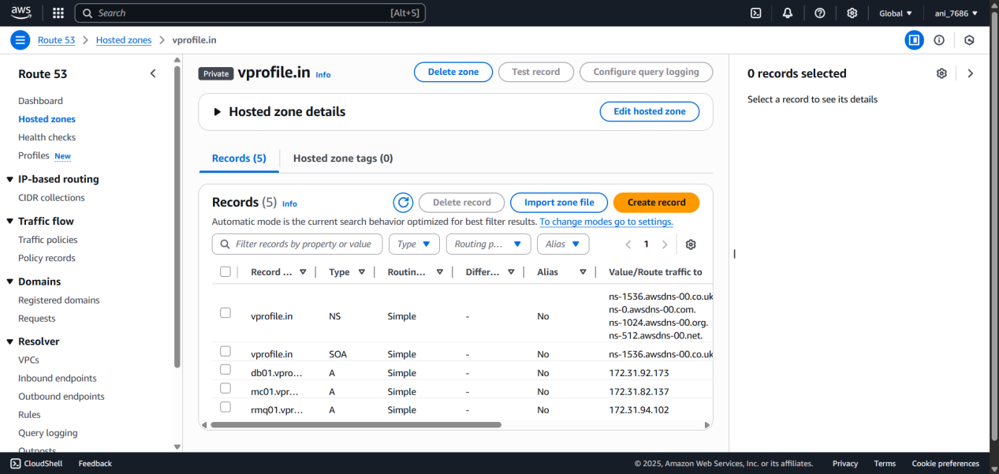 aws
Search [Alt+S]
Global ani_7686
Route 53 > Hosted zones > vprofile.in
Route 53
Dashboard
Hosted zones
Health checks
Profiles New
IP-based routing
CIDR collections
Traffic flow
Traffic policies
Policy records
Domains
Registered domains
Requests
Resolver
VPCs
Inbound endpoints
Outbound endpoints
Rules
Query logging
Outposts
Private vprofile.in Info
Delete zone Test record Configure query logging
Hosted zone details Edit hosted zone
Records (5) Hosted zone tags (0)
Records (5) Info Delete record Import zone file Create record
Automatic mode is the current search behavior optimized for best filter results. To change modes go to settings.
Filter records by property or value Type Routing p... Alias 1
Record ... Type Routin... Differ... Alias Value/Route traffic to
ns-1536.awsdns-00.co.uk
ns-0.awsdns-00.com.
vprofile.in NS Simple - No
ns-1024.awsdns-00.org.
ns-512.awsdns-00.net.
vprofile.in SOA Simple - No ns-1536.awsdns-00.co.uk
db01.vpro... A Simple - No 172.31.92.173
mc01.vpr... A Simple - No 172.31.82.137
rmq01.vpr... A Simple - No 172.31.94.102
0 records selected
Select a record to see its details
CloudShell Feedback © 2025, Amazon Web Services, Inc. or its affiliates. Privacy Terms Cookie preferences